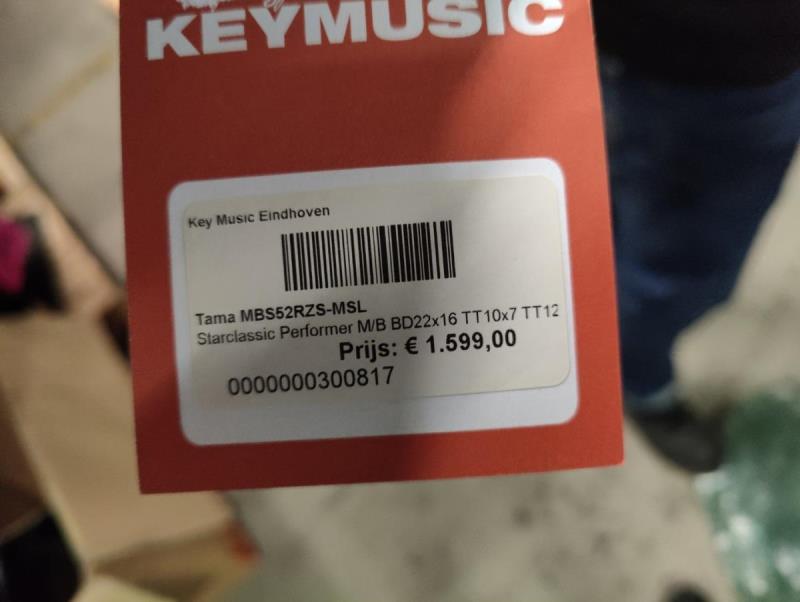 KEYMUSIC
Key Music Eindhoven
Tama MBS52RZS-MSL
Starclassic Performer M/B BD22x16 TT10x7 TT12
Prijs: € 1.599,00
0000000300817